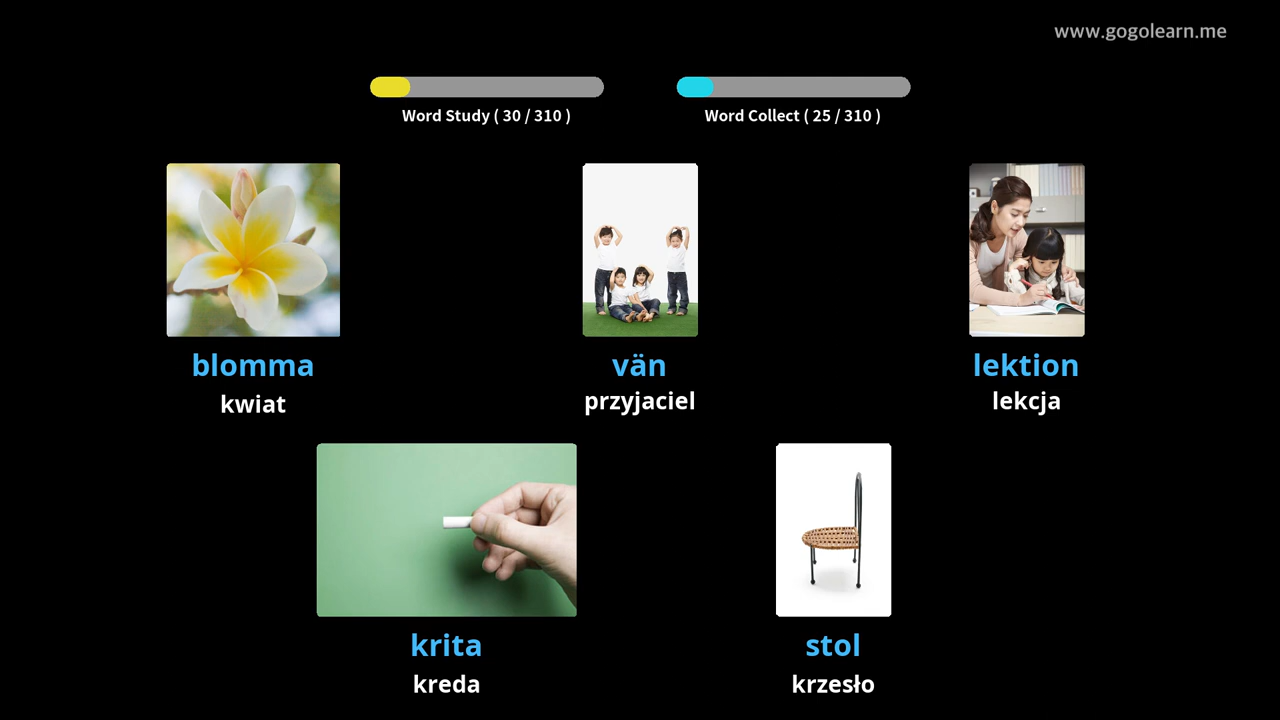 www.gogolearn.me
Word Study ( 30 / 310 )
Word Collect ( 25 / 310 )
blomma
kwiat
vän
przyjaciel
lektion
lekcja
krita
kreda
stol
krzesło